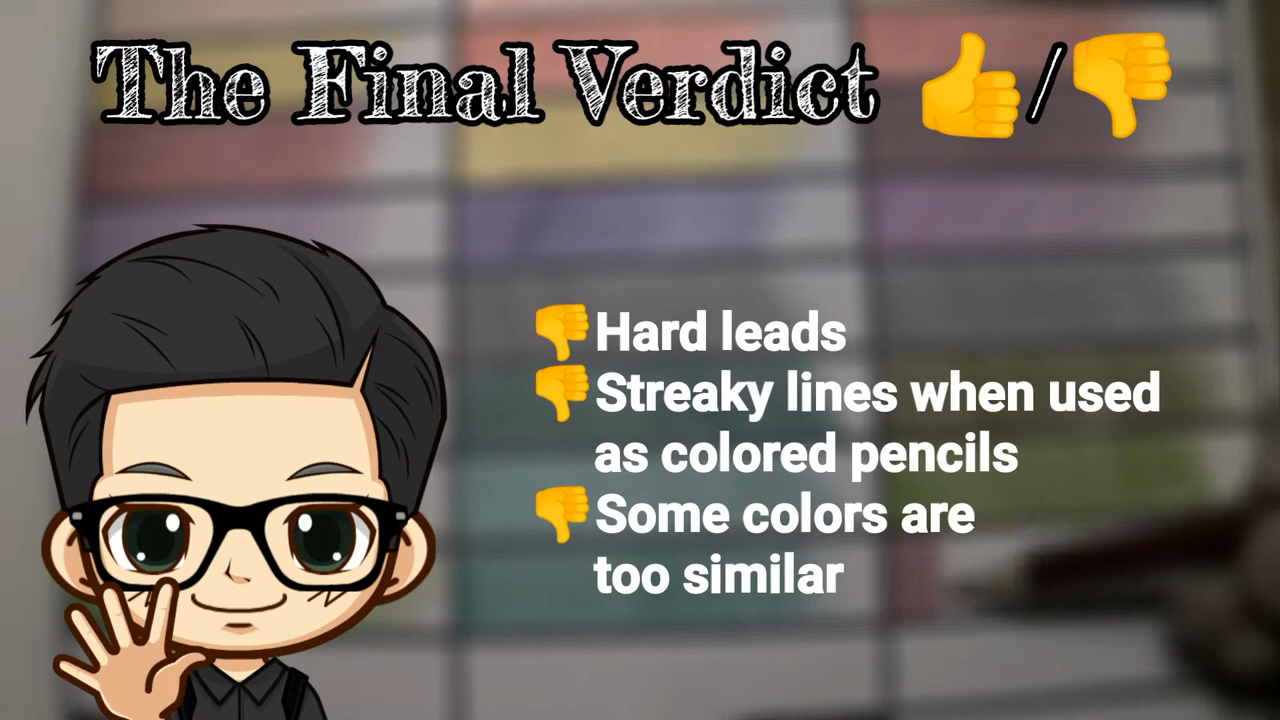 The Final Verdict 👍/👎
👎Hard leads
👎Streaky lines when used
as colored pencils
👎Some colors are
too similar